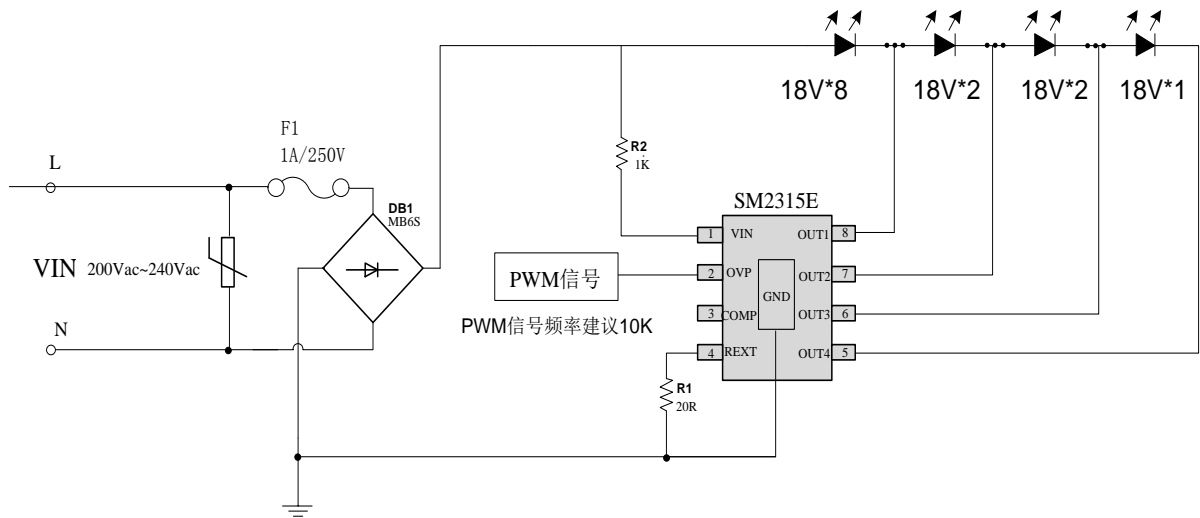 18V*8
18V*2
18V*2
18V*1
F1
1A/250V
R2
1K
L
SM2315E
DB1
MB6S
1
VIN
OUT1
8
VIN
200Vac~240Vac
PWM信号
2
OVP
OUT2
7
GND
3
COMP
OUT3
6
PWM信号频率建议10K
N
4
REXT
OUT4
5
R1
20R